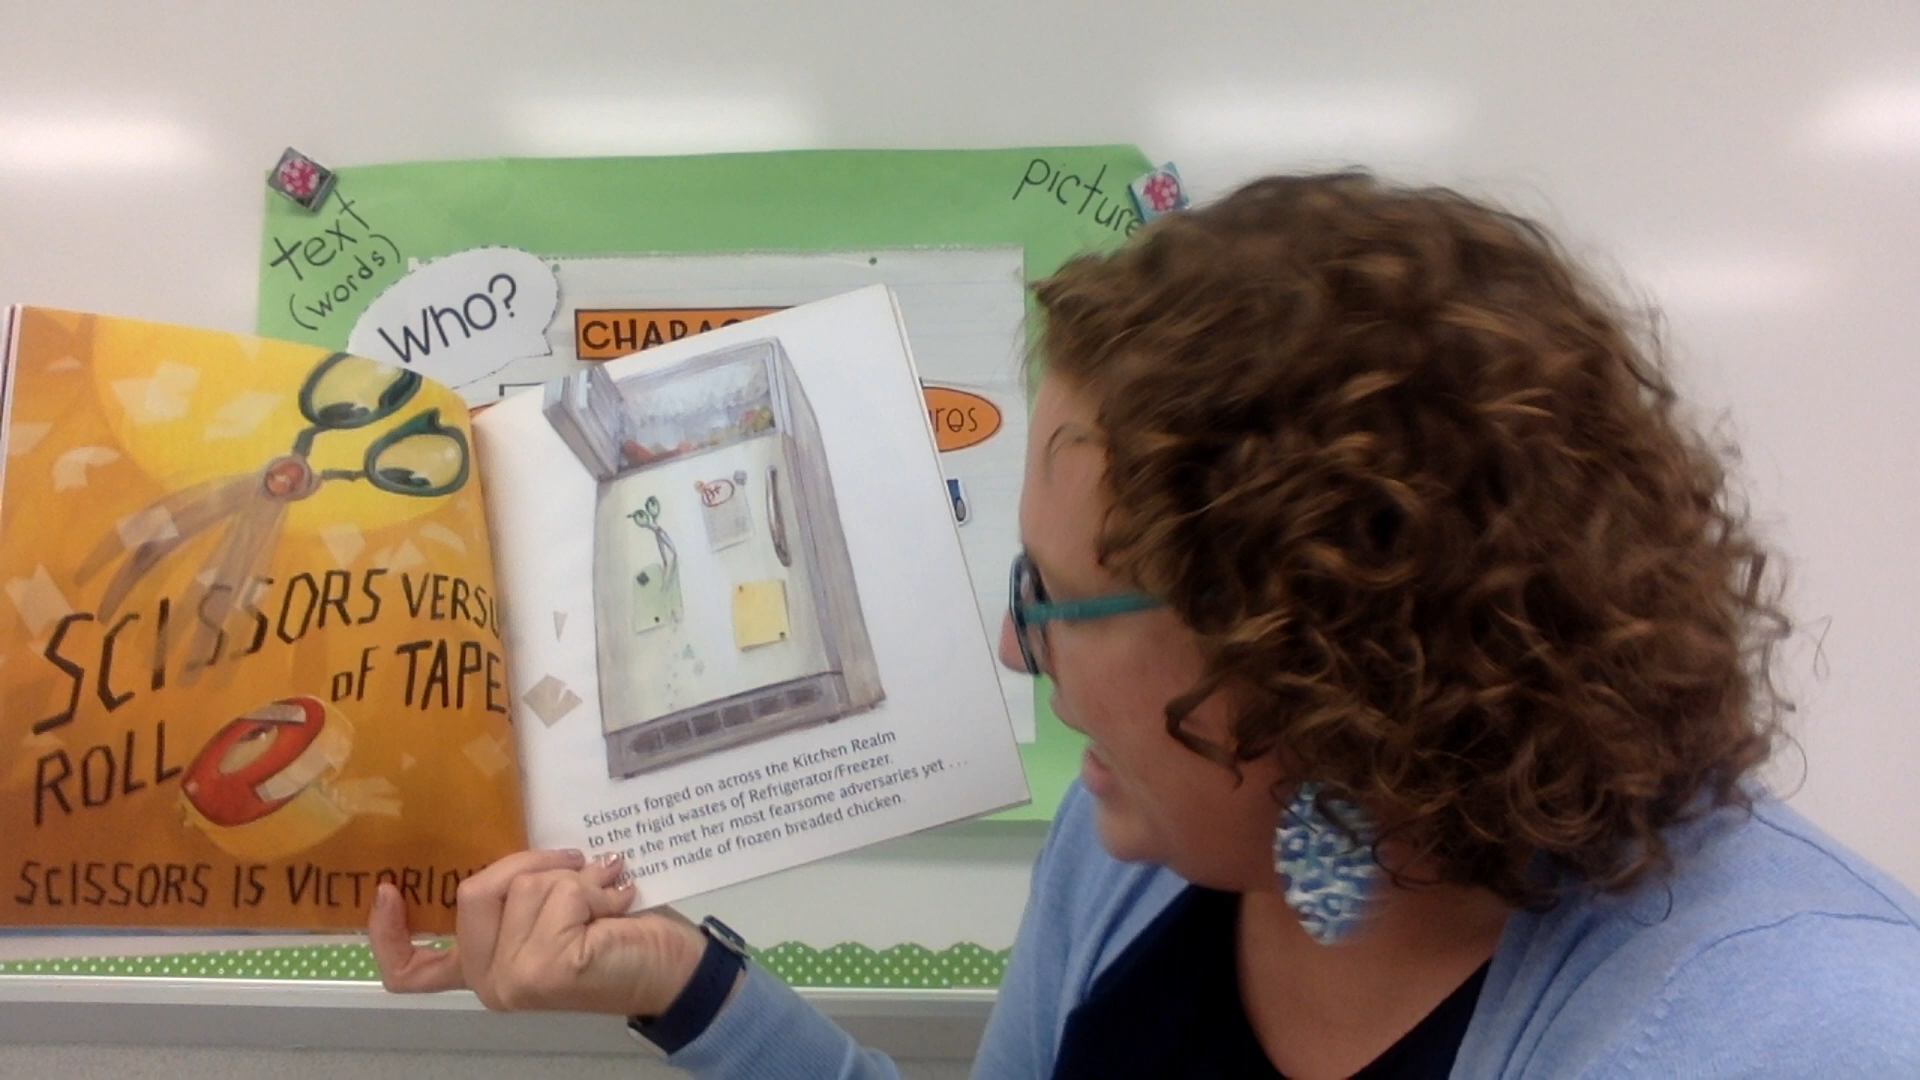 text
(words)
picture
Who?
SCISSORS VERSU
ROLL of TAPE
SCISSORS IS VICTORIO
A+
Scissors forged on across the Kitchen Realm
to the frigid wastes of Refrigerator/Freezer.
she met her most fearsome adversaries yet . . .
made of frozen breaded chicken.